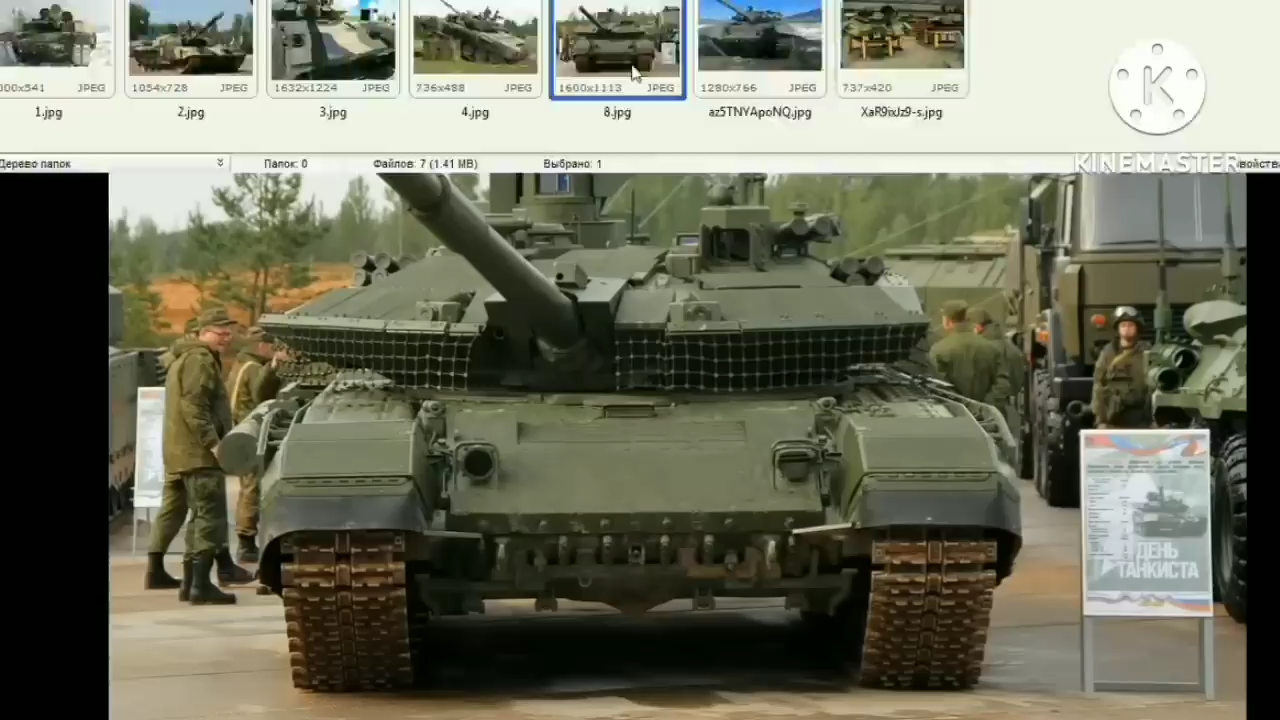 x541 JPEG
1054x728 JPEG
1632x1224 JPEG
736x488 JPEG
1600x1113 JPEG
1280x766 JPEG
737x420 JPEG
1.jpg
2.jpg
3.jpg
4.jpg
8.jpg
az5TNYApoNQ.jpg
XaR9ixJz9-s.jpg
K
KINEMASTER
Дерево папок
Папок: 0
Файлов: 7 (1.41 MB)
Выбрано: 1
войств
ДЕНЬ
ТАНКИСТА